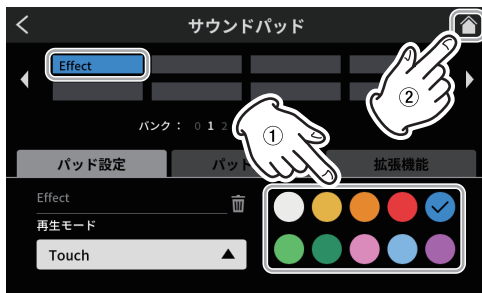 サウンドパッド
②
Effect
バンク： 0 1 2
①
パッド設定
パッド
拡張機能
Effect
再生モード
Touch